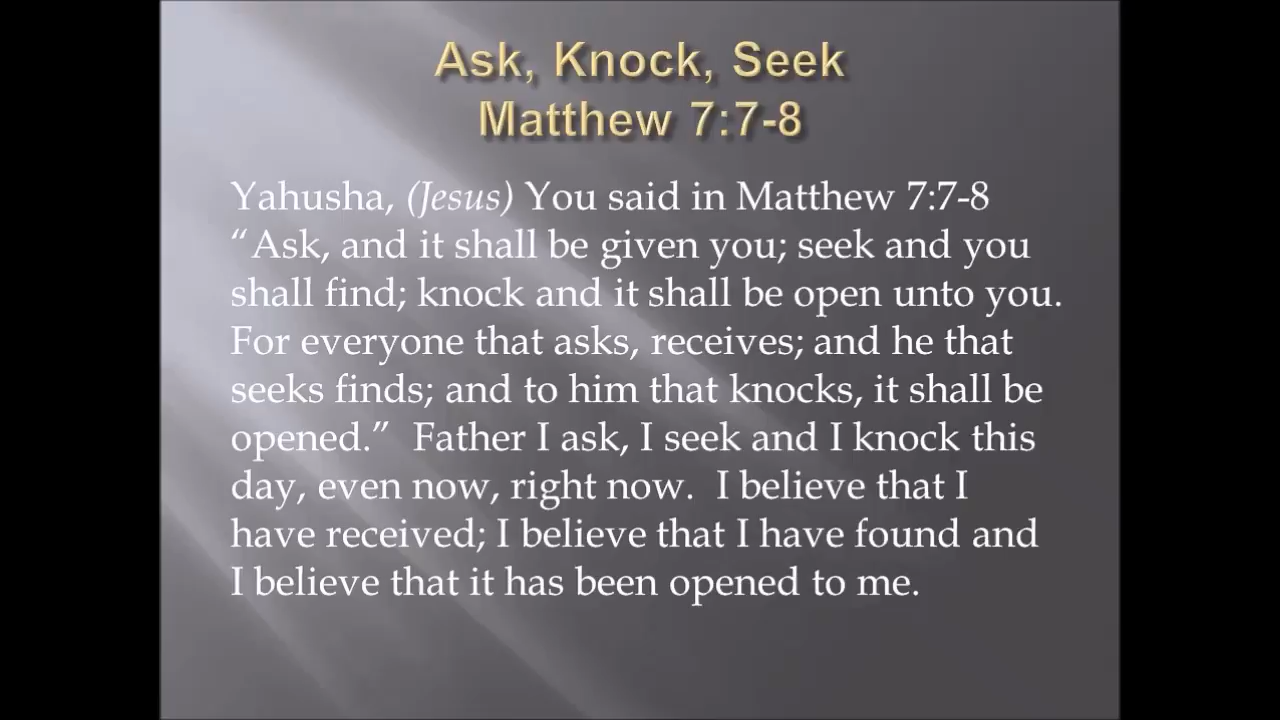 Ask, Knock, Seek
Matthew 7:7-8
Yahusha, (Jesus) You said in Matthew 7:7-8
“Ask, and it shall be given you; seek and you
shall find; knock and it shall be open unto you.
For everyone that asks, receives; and he that
seeks finds; and to him that knocks, it shall be
opened.”  Father I ask, I seek and I knock this
day, even now, right now.  I believe that I
have received; I believe that I have found and
I believe that it has been opened to me.